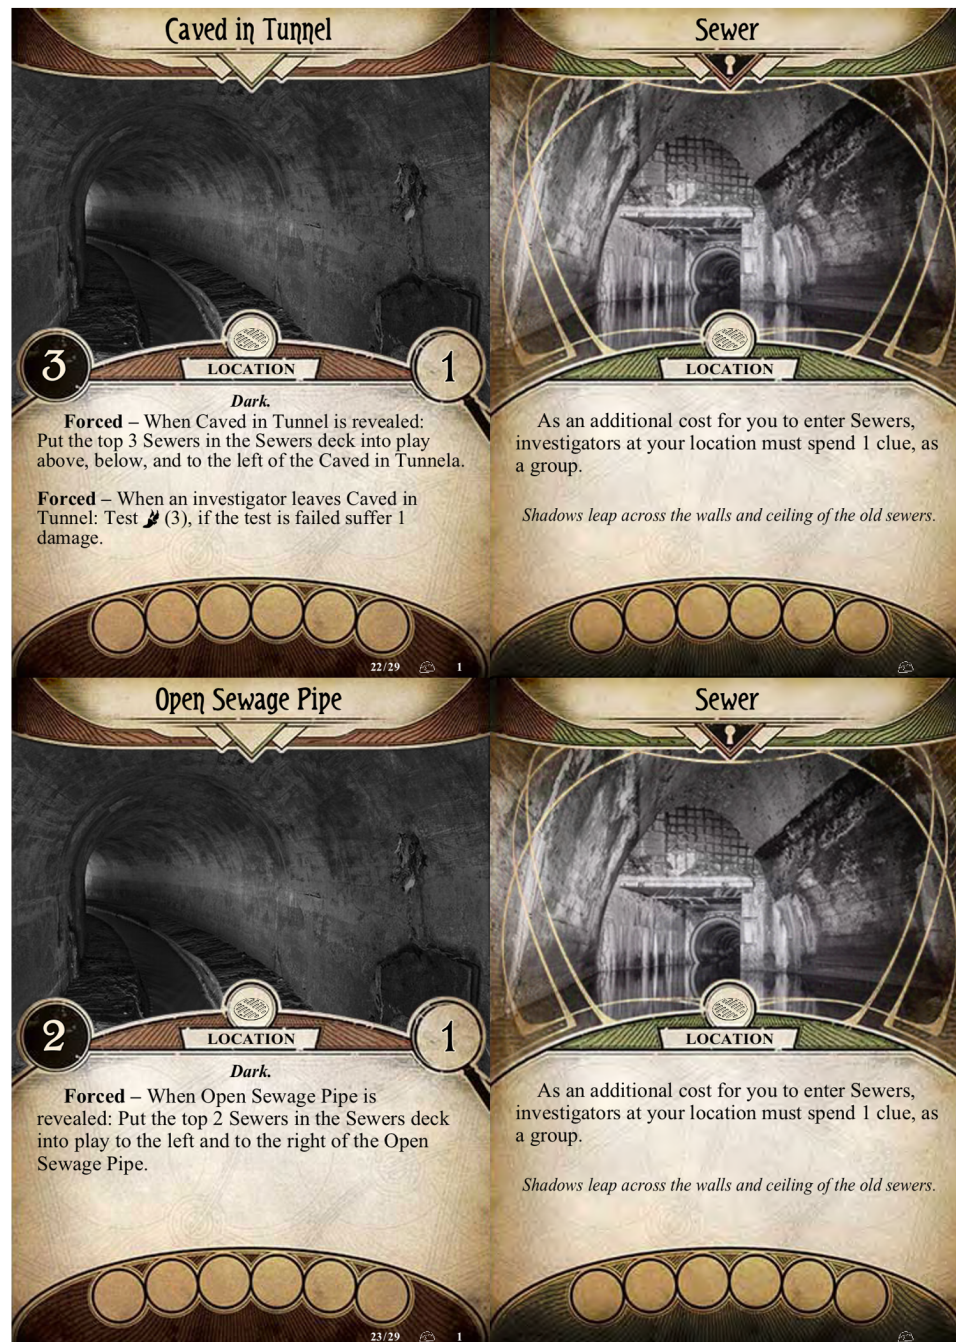 Caved in Tunnel
3
LOCATION
1
Dark.
Forced – When Caved in Tunnel is revealed:
Put the top 3 Sewers in the Sewers deck into play
above, below, and to the left of the Caved in Tunnela.
Forced – When an investigator leaves Caved in
Tunnel: Test (3), if the test is failed suffer 1
damage.
22/29
1
Sewer
LOCATION
As an additional cost for you to enter Sewers,
investigators at your location must spend 1 clue, as
a group.
Shadows leap across the walls and ceiling of the old sewers.
Open Sewage Pipe
2
LOCATION
1
Dark.
Forced – When Open Sewage Pipe is
revealed: Put the top 2 Sewers in the Sewers deck
into play to the left and to the right of the Open
Sewage Pipe.
23/29
1
Sewer
LOCATION
As an additional cost for you to enter Sewers,
investigators at your location must spend 1 clue, as
a group.
Shadows leap across the walls and ceiling of the old sewers.